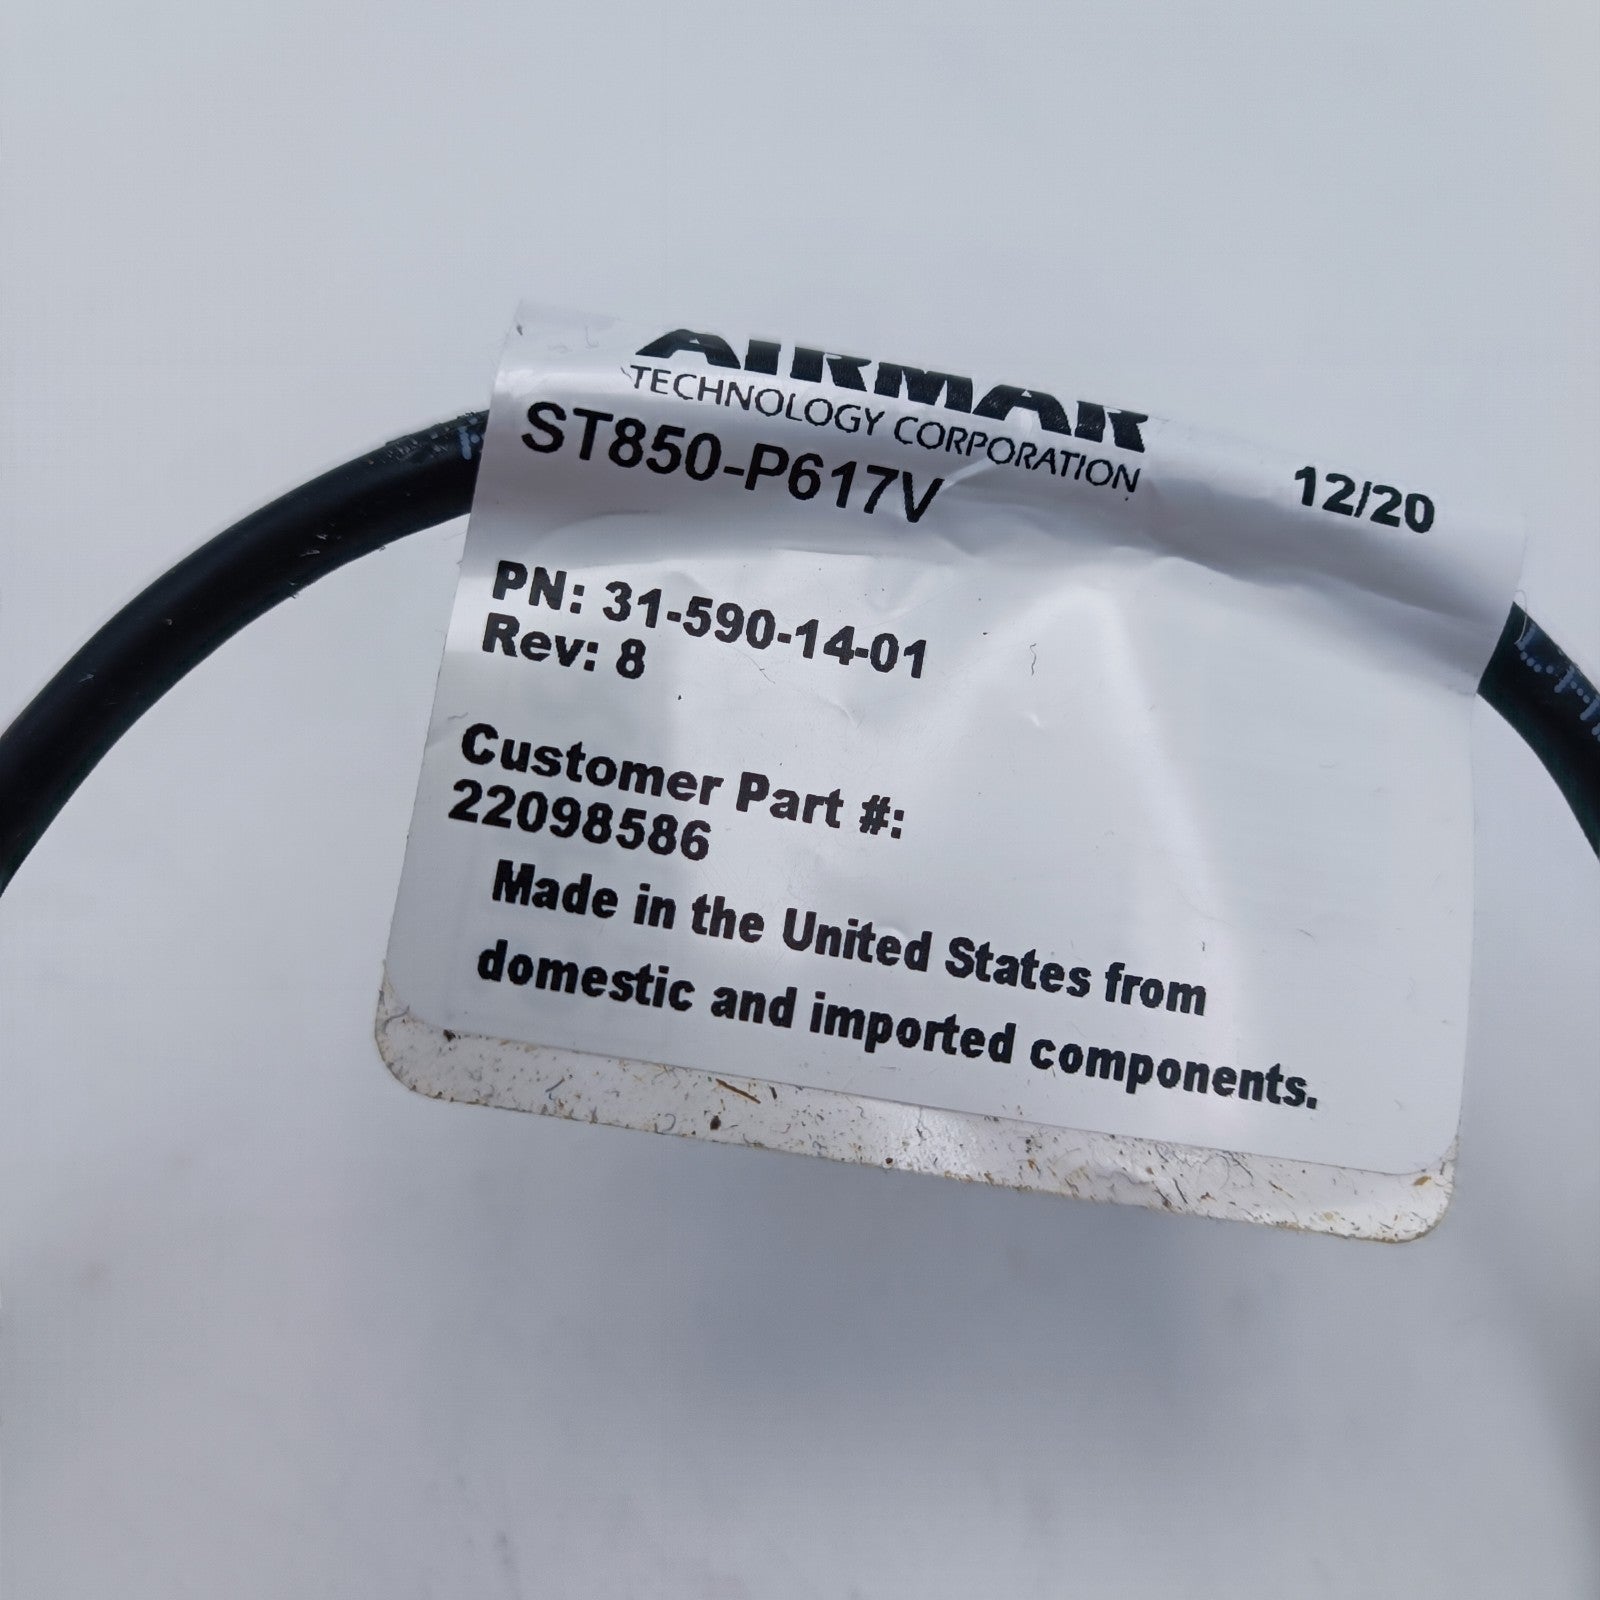 AIRMAR
TECHNOLOGY CORPORATION
ST850-P617V
12/20
PN: 31-590-14-01
Rev: 8
Customer Part #:
22098586
Made in the United States from
domestic and imported components.